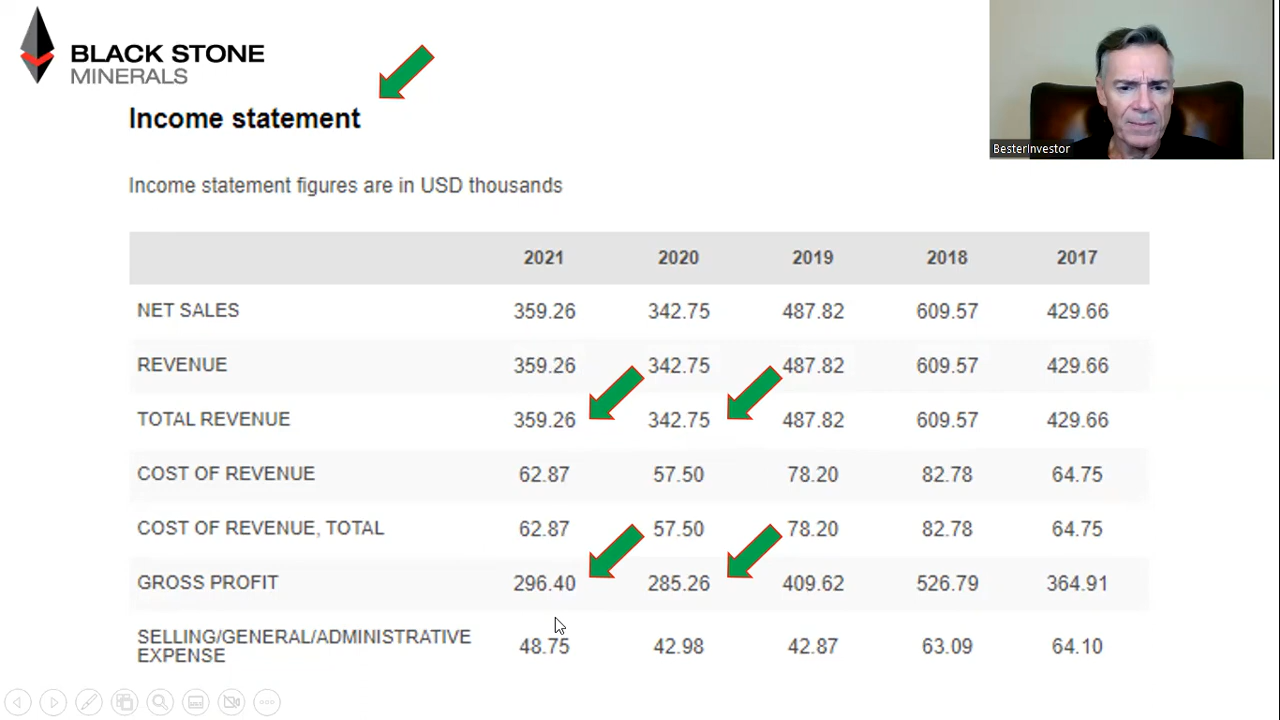 BLACK STONE
MINERALS
BesterInvestor
Income statement
Income statement figures are in USD thousands
2021 2020 2019 2018 2017
NET SALES 359.26 342.75 487.82 609.57 429.66
REVENUE 359.26 342.75 487.82 609.57 429.66
TOTAL REVENUE 359.26 342.75 487.82 609.57 429.66
COST OF REVENUE 62.87 57.50 78.20 82.78 64.75
COST OF REVENUE, TOTAL 62.87 57.50 78.20 82.78 64.75
GROSS PROFIT 296.40 285.26 409.62 526.79 364.91
SELLING/GENERAL/ADMINISTRATIVE
EXPENSE 48.75 42.98 42.87 63.09 64.10